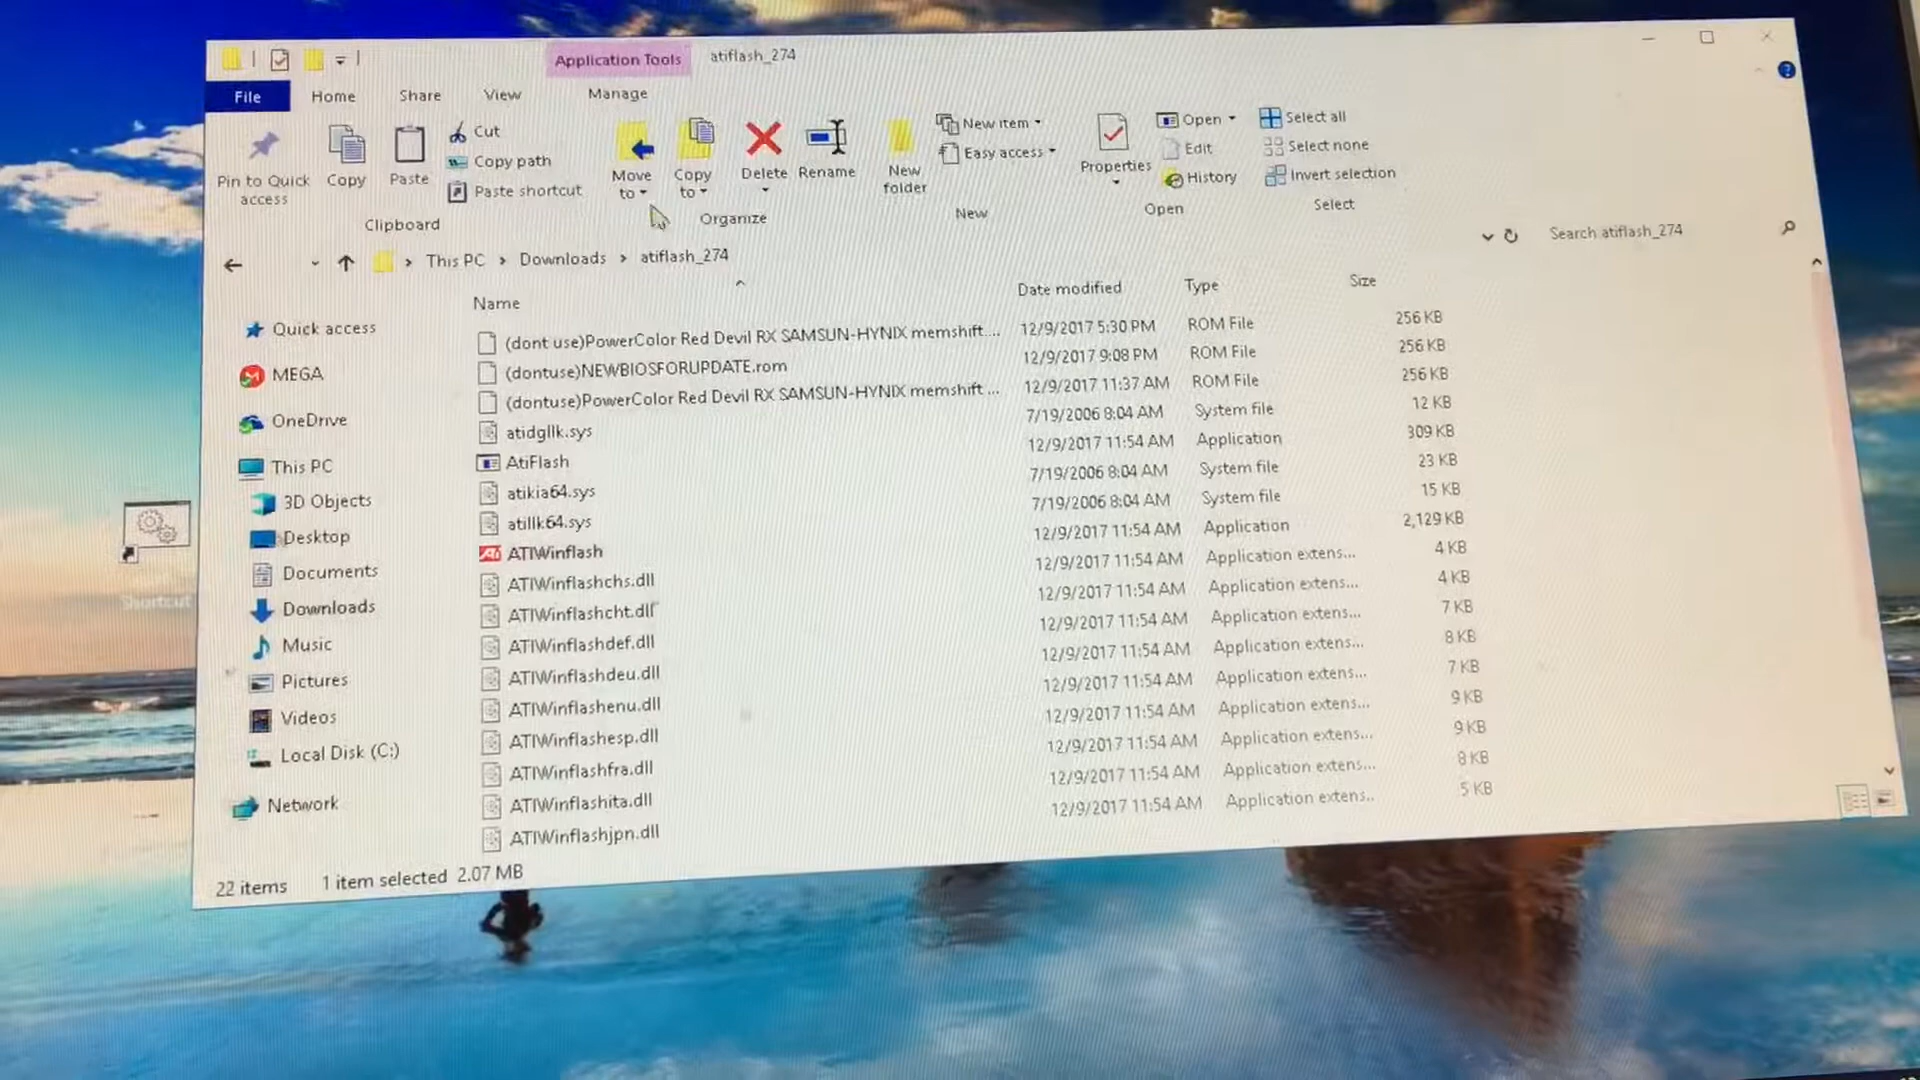 Application Tools atiflash_274
File Home Share View Manage
Pin to Quick access
Copy
Paste
Cut
Copy path
Paste shortcut
Clipboard
Move to
Copy to
Delete
Rename
Organize
New folder
New item
Easy access
New
Properties
Open
Edit
History
Open
Select all
Select none
Invert selection
Select
This PC > Downloads > atiflash_274
Search atiflash_274
Name Date modified Type Size
Quick access
MEGA
OneDrive
This PC
3D Objects
Desktop
Documents
Downloads
Music
Pictures
Videos
Local Disk (C:)
Network
Shortcut
(dont use)PowerColor Red Devil RX SAMSUN-HYNIX memshift.... 12/9/2017 5:30 PM ROM File 256 KB
(dontuse)NEWBIOSFORUPDATE.rom 12/9/2017 9:08 PM ROM File 256 KB
(dontuse)PowerColor Red Devil RX SAMSUN-HYNIX memshift ... 12/9/2017 11:37 AM ROM File 256 KB
atidgllk.sys 7/19/2006 8:04 AM System file 12 KB
AtiFlash 12/9/2017 11:54 AM Application 309 KB
atikia64.sys 7/19/2006 8:04 AM System file 23 KB
atillk64.sys 7/19/2006 8:04 AM System file 15 KB
ATIWinflash 12/9/2017 11:54 AM Application 2,129 KB
ATIWinflashchs.dll 12/9/2017 11:54 AM Application extens... 4 KB
ATIWinflashcht.dll 12/9/2017 11:54 AM Application extens... 4 KB
ATIWinflashdef.dll 12/9/2017 11:54 AM Application extens... 7 KB
ATIWinflashdeu.dll 12/9/2017 11:54 AM Application extens... 8 KB
ATIWinflashenu.dll 12/9/2017 11:54 AM Application extens... 7 KB
ATIWinflashesp.dll 12/9/2017 11:54 AM Application extens... 9 KB
ATIWinflashfra.dll 12/9/2017 11:54 AM Application extens... 9 KB
ATIWinflashita.dll 12/9/2017 11:54 AM Application extens... 8 KB
ATIWinflashjpn.dll 12/9/2017 11:54 AM Application extens.. 5 KB
22 items 1 item selected 2.07 MB